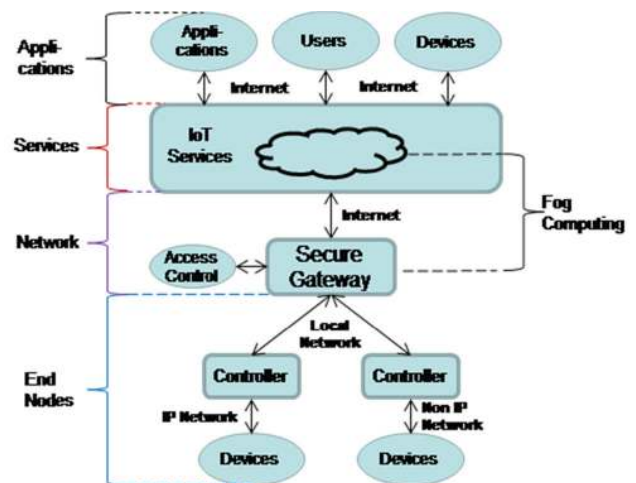 Appli-
cations
Appli-
cations
Users
Devices
Internet
Internet
Services
IoT
Services
Internet
Fog
Computing
Network
Access
Control
Secure
Gateway
Local
Network
End
Nodes
Controller
Controller
IP Network
Non IP
Network
Devices
Devices